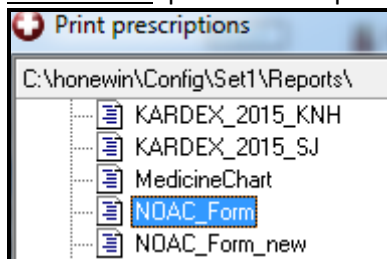 Print prescriptions
C:\honewin\Config\Set1\Reports\
KARDEX_2015_KNH
KARDEX_2015_SJ
MedicineChart
NOAC_Form
NOAC_Form_new